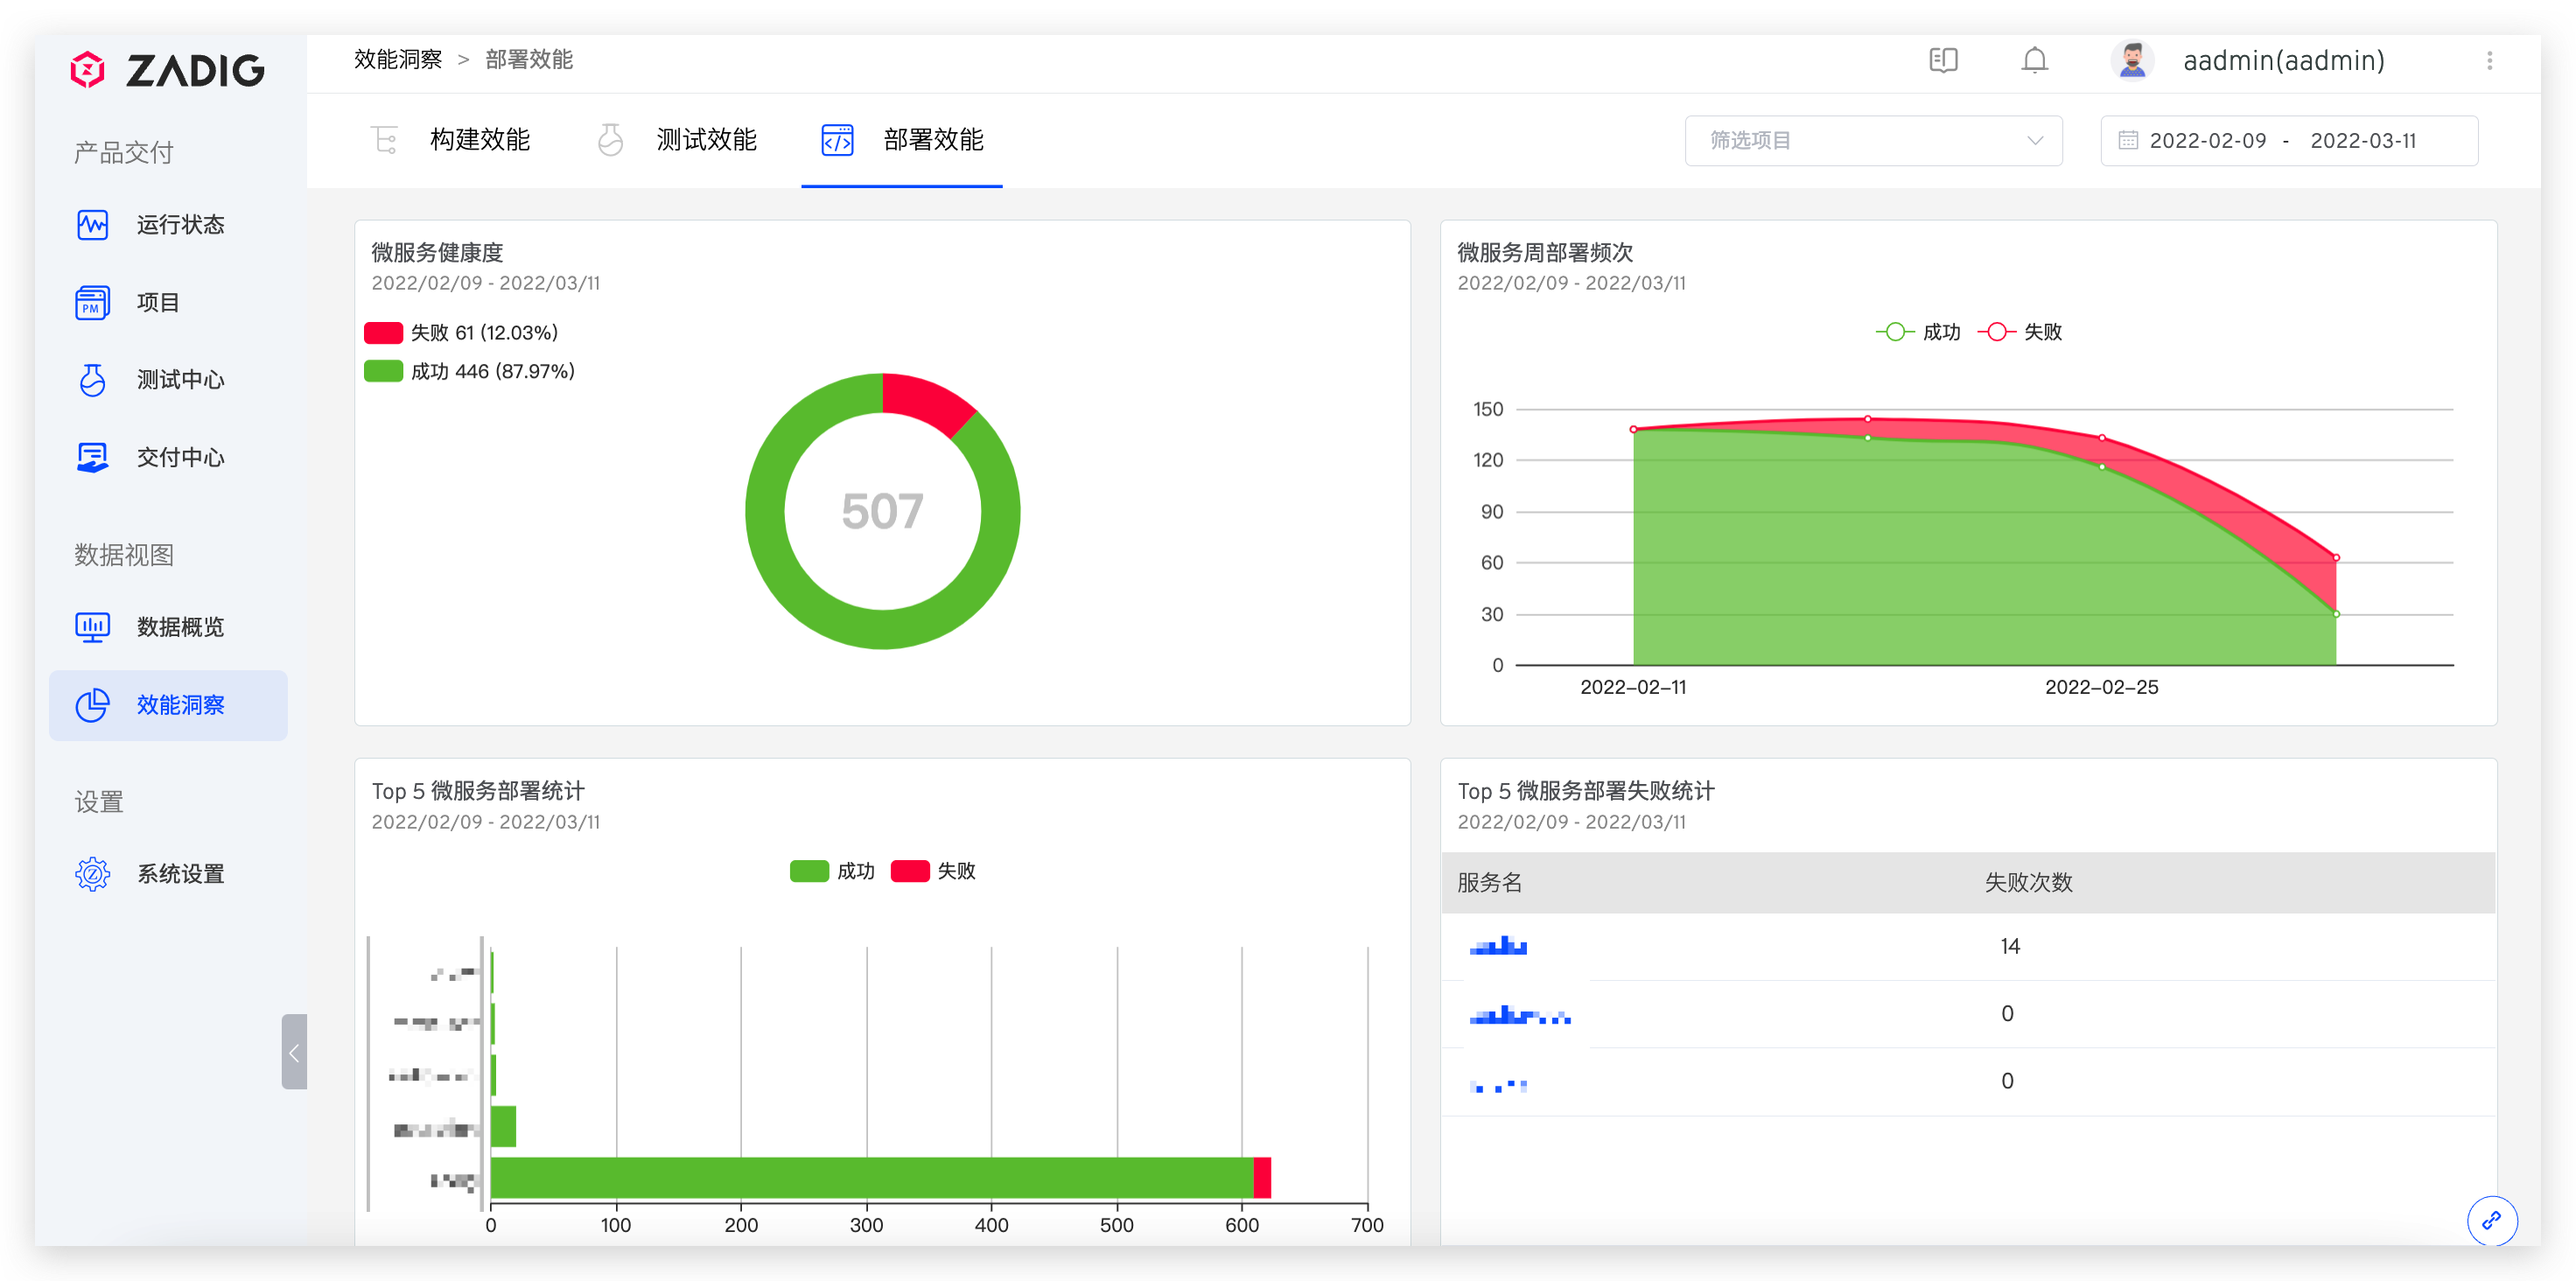 ZADIG
效能洞察 > 部署效能
aadmin(aadmin)
产品交付
运行状态
PM
项目
测试中心
交付中心
数据视图
数据概览
效能洞察
设置
系统设置
构建效能
测试效能
部署效能
筛选项目
2022-02-09 - 2022-03-11
微服务健康度
2022/02/09 - 2022/03/11
失败 61 (12.03%)
成功 446 (87.97%)
507
微服务周部署频次
2022/02/09 - 2022/03/11
成功 失败
150
120
90
60
30
0
2022-02-11 2022-02-25
Top 5 微服务部署统计
2022/02/09 - 2022/03/11
成功 失败
0 100 200 300 400 500 600 700
Top 5 微服务部署失败统计
2022/02/09 - 2022/03/11
服务名 失败次数
14
0
0